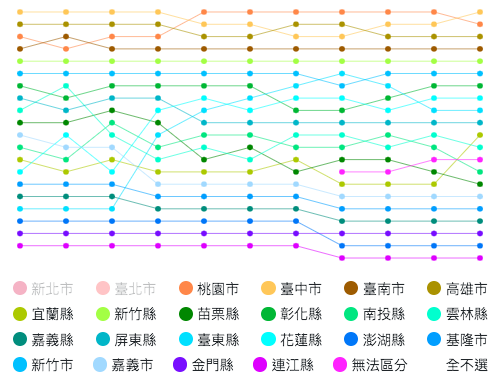 新北市 臺北市 桃園市 臺中市 臺南市 高雄市
宜蘭縣 新竹縣 苗栗縣 彰化縣 南投縣 雲林縣
嘉義縣 屏東縣 臺東縣 花蓮縣 澎湖縣 基隆市
新竹市 嘉義市 金門縣 連江縣 無法區分 全不選